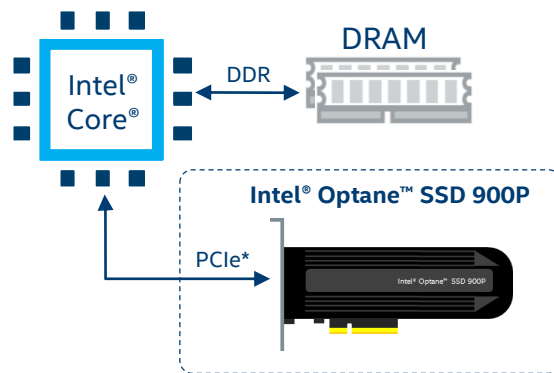 Intel®
Core®
DDR
DRAM
Intel® Optane™ SSD 900P
PCIe*
Intel® Optane™ SSD 900P